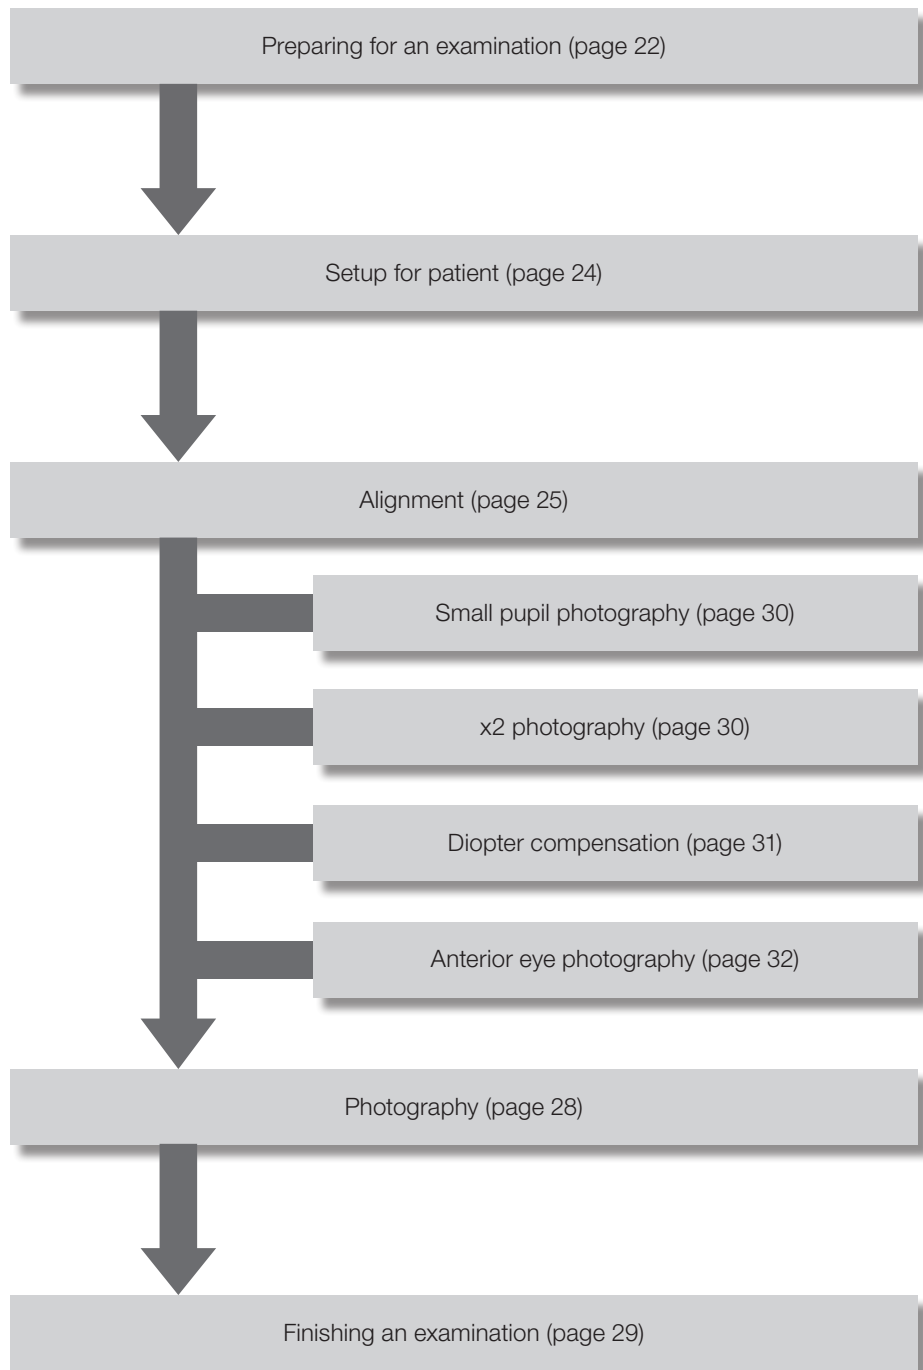 Preparing for an examination (page 22)
Setup for patient (page 24)
Alignment (page 25)
Small pupil photography (page 30)
x2 photography (page 30)
Diopter compensation (page 31)
Anterior eye photography (page 32)
Photography (page 28)
Finishing an examination (page 29)